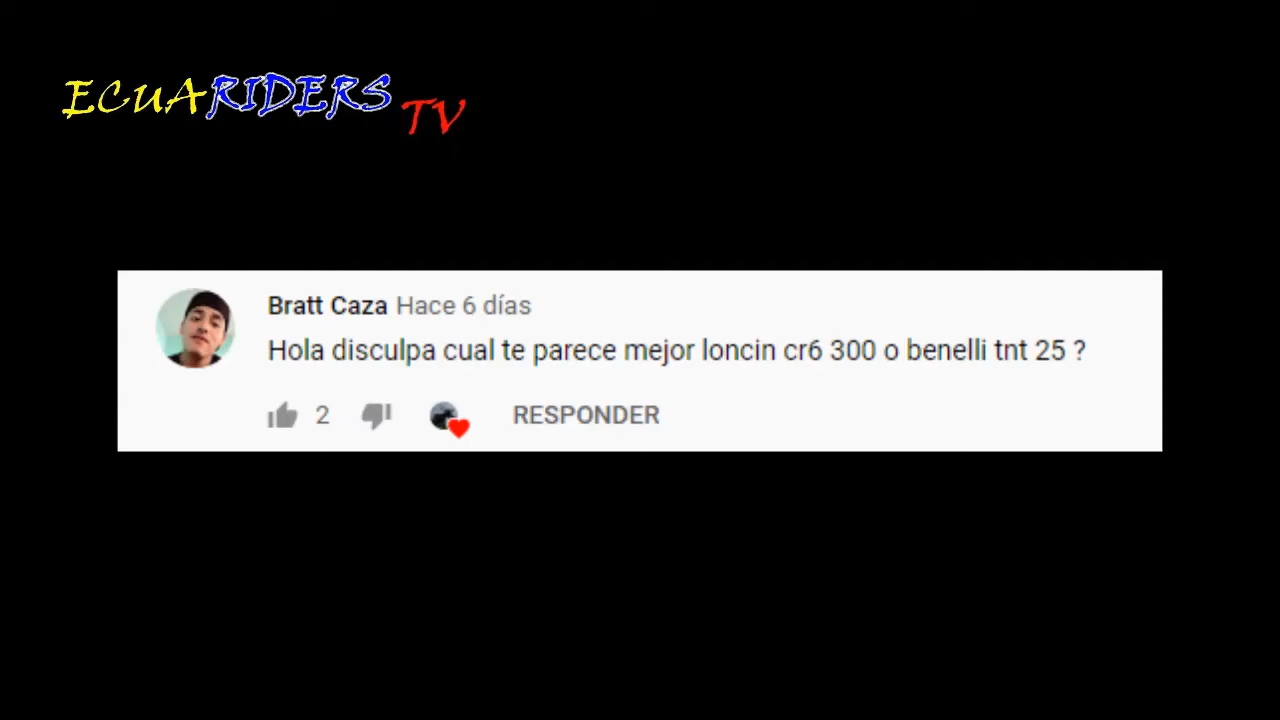 ECUARIDERS TV
Bratt Caza Hace 6 días
Hola disculpa cual te parece mejor loncin cr6 300 o benelli tnt 25 ?
2 RESPONDER